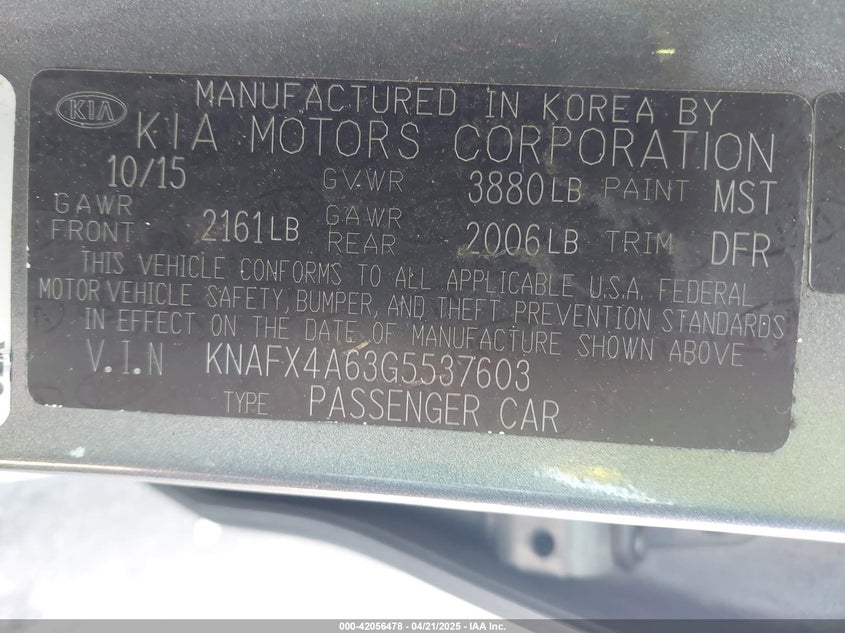 KIA
MANUFACTURED IN KOREA BY
KIA MOTORS CORPORATION
10/15 GVWR 3880LB PAINT MST
GAWR FRONT 2161LB GAWR REAR 2006LB TRIM DFR
THIS VEHICLE CONFORMS TO ALL APPLICABLE U.S.A. FEDERAL
MOTOR VEHICLE SAFETY, BUMPER, AND THEFT PREVENTION STANDARDS
IN EFFECT ON THE DATE OF MANUFACTURE SHOWN ABOVE
V.I.N KNAFX4A63G5537603
TYPE PASSENGER CAR
000-42056478 - 04/21/2025 - IAA Inc.